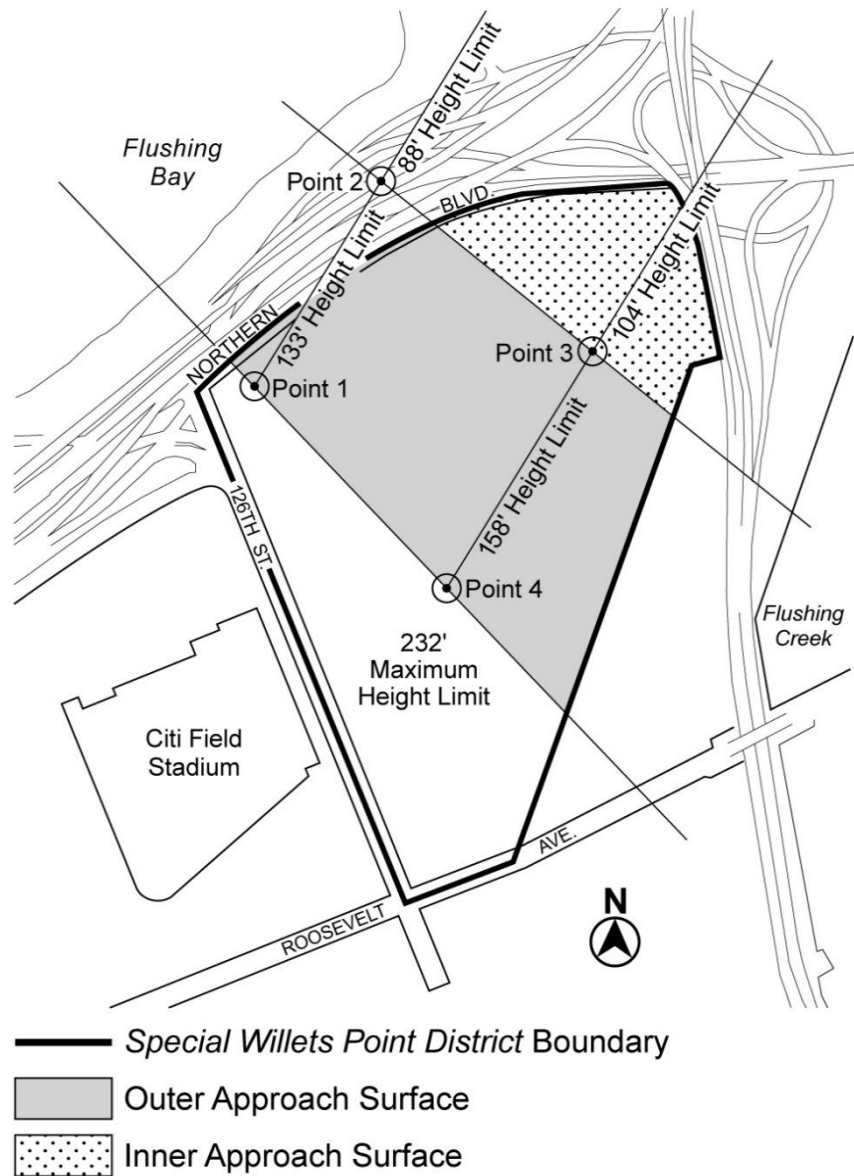 Flushing
Bay
88' Height Limit
Point 2
BLVD.
133' Height Limit
104' Height Limit
NORTHERN
Point 3
Point 1
158' Height Limit
126TH ST.
Point 4
Flushing
Creek
232'
Maximum
Height Limit
Citi Field
Stadium
AVE.
N
ROOSEVELT
Special Willets Point District Boundary
Outer Approach Surface
Inner Approach Surface